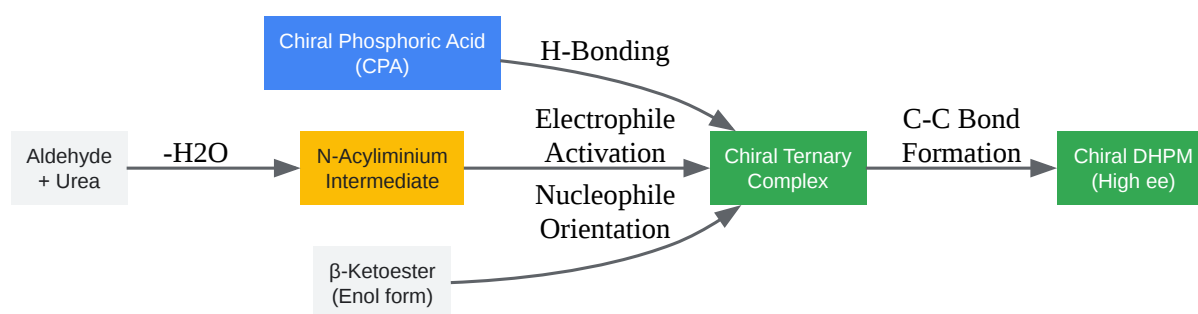 Chiral Phosphoric Acid
(CPA)
H-Bonding
Aldehyde
+ Urea
-H2O
N-Acyliminium
Intermediate
Electrophile
Activation
Nucleophile
Orientation
β-Ketoester
(Enol form)
Chiral Ternary
Complex
C-C Bond
Formation
Chiral DHPM
(High ee)